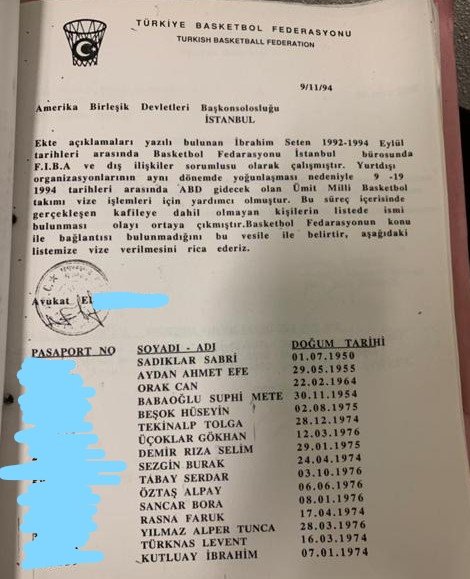 TÜRKİYE BASKETBOL FEDERASYONU
TURKISH BASKETBALL FEDERATION
9/11/94
Amerika Birleşik Devletleri Başkonsolosluğu
İSTANBUL
Ekte açıklamaları yazılı bulunan İbrahim Seten 1992-1994 Eylül
tarihleri arasında Basketbol Fedarasyonu İstanbul bürosunda
F.I.B.A ve dış ilişkiler sorumlusu olarak çalışmıştır. Yurtdışı
organizasyonlarının aynı dönemde yoğunlaşması nedeniyle 9 -19
1994 tarihleri arasında ABD gidecek olan Ümit Milli Basketbol
takımı vize işlemleri için yardımcı olmuştur. Bu süreç içerisinde
gerçekleşen kafileye dahil olmayan kişilerin listede ismi
bulunması olayı ortaya çıkmıştır.Basketbol Fedarasyonun konu
ile bağlantısı bulunmadığını bu vesile ile belirtir, aşağıdaki
listemize vize verilmesini rica ederiz.
Avukat El
PASAPORT NO SOYADI - ADI DOĞUM TARİHİ
SADIKLAR SABRİ 01.07.1950
AYDAN AHMET EFE 29.05.1955
ORAK CAN 22.02.1964
BABAOĞLU SUPHİ METE 30.11.1954
BEŞOK HÜSEYİN 02.08.1975
TEKİNALP TOLGA 28.12.1974
ÜÇOKLAR GÖKHAN 12.03.1976
DEMİR RIZA SELİM 29.01.1975
SEZGİN BURAK 24.04.1974
TABAY SERDAR 03.10.1976
ÖZTAŞ ALPAY 06.06.1976
SANCAR BORA 08.01.1976
RASNA FARUK 17.04.1974
YILMAZ ALPER TUNCA 28.03.1976
TÜRKNAS LEVENT 16.03.1974
KUTLUAY İBRAHİM 07.01.1974